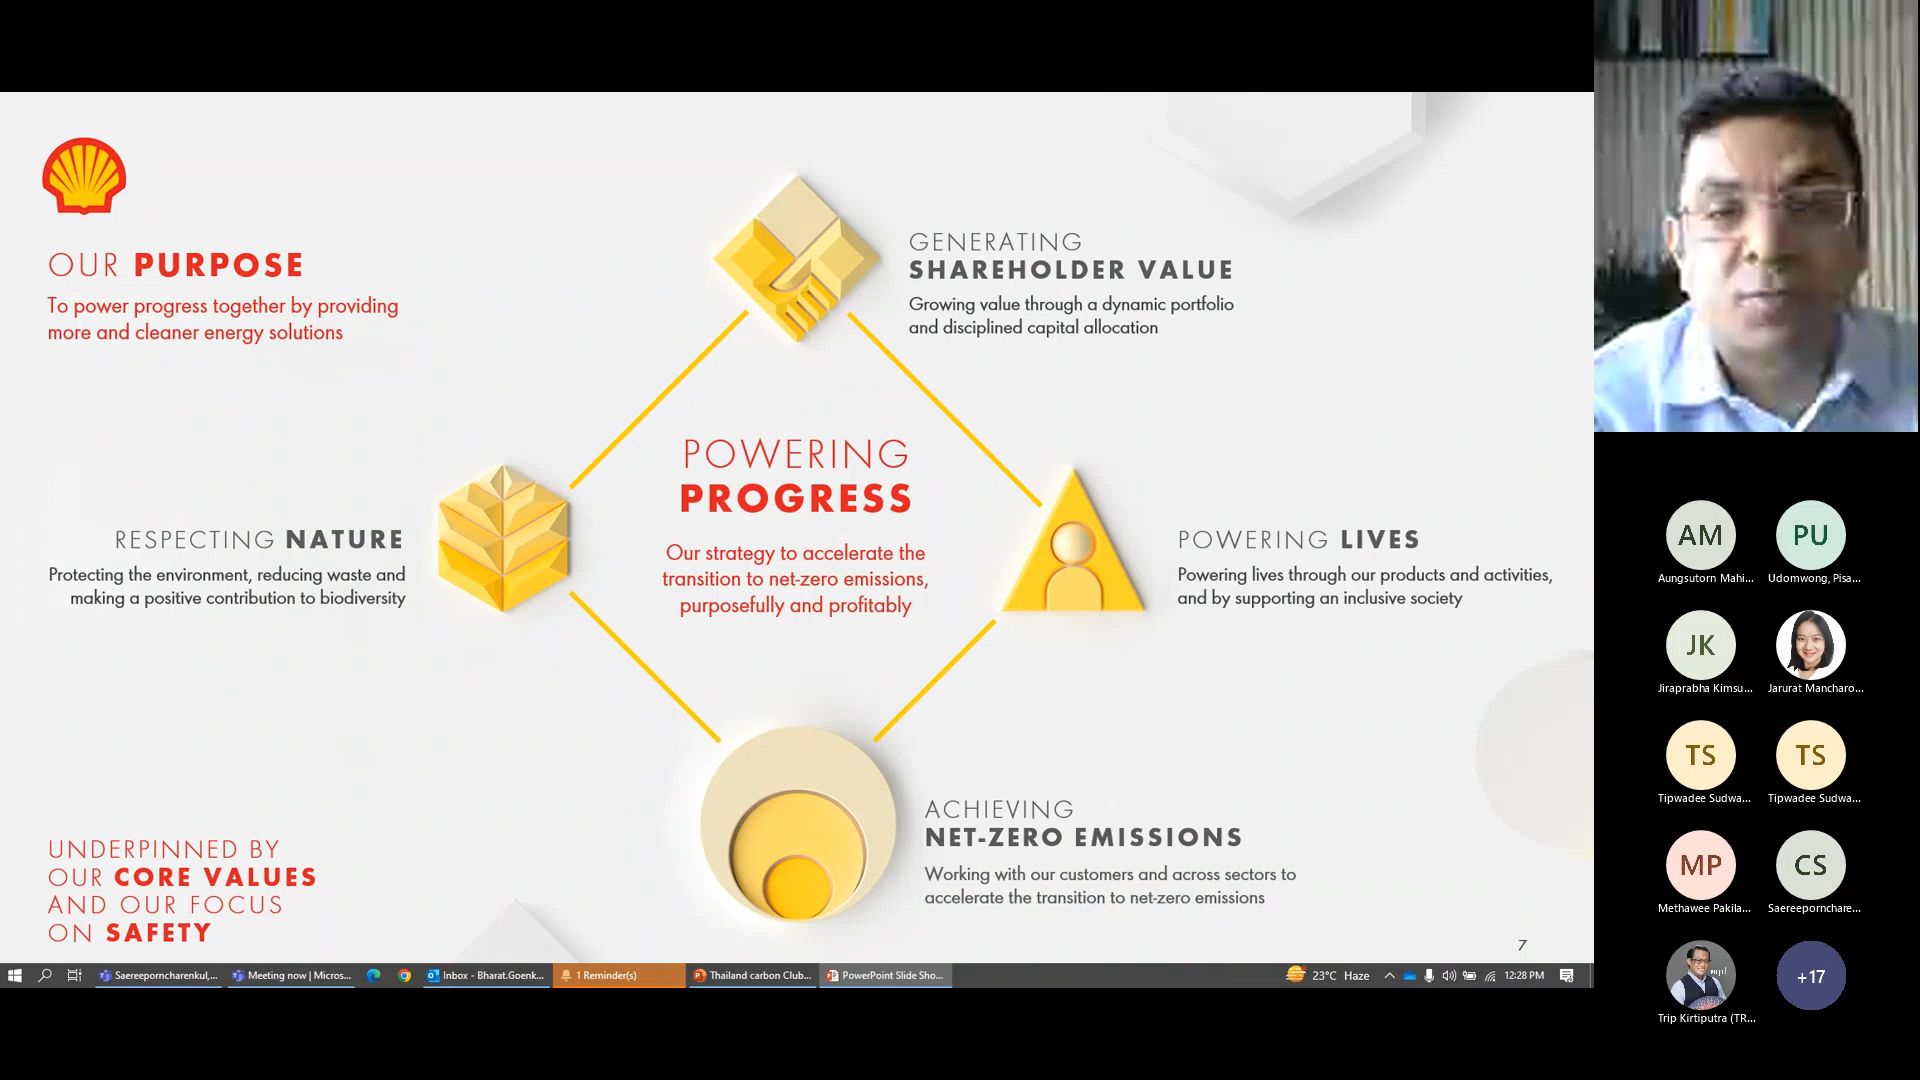 OUR PURPOSE
To power progress together by providing
more and cleaner energy solutions
GENERATING
SHAREHOLDER VALUE
Growing value through a dynamic portfolio
and disciplined capital allocation
POWERING
PROGRESS
Our strategy to accelerate the
transition to net-zero emissions,
purposefully and profitably
RESPECTING NATURE
Protecting the environment, reducing waste and
making a positive contribution to biodiversity
POWERING LIVES
Powering lives through our products and activities,
and by supporting an inclusive society
ACHIEVING
NET-ZERO EMISSIONS
Working with our customers and across sectors to
accelerate the transition to net-zero emissions
UNDERPINNED BY
OUR CORE VALUES
AND OUR FOCUS
ON SAFETY
7
Saereeporncharenkul,...
Meeting now | Micros...
Inbox - Bharat.Goenk...
1 Reminder(s)
Thailand carbon Club...
PowerPoint Slide Sho...
23°C Haze
12:28 PM
AM
Aungsutorn Mahi...
PU
Udomwong, Pisa...
JK
Jiraprabha Kimsu...
Jarurat Mancharo...
TS
Tipwadee Sudwa...
TS
Tipwadee Sudwa...
MP
Methawee Pakila...
CS
Saereepornchare...
Trip Kirtiputra (TR...
+17